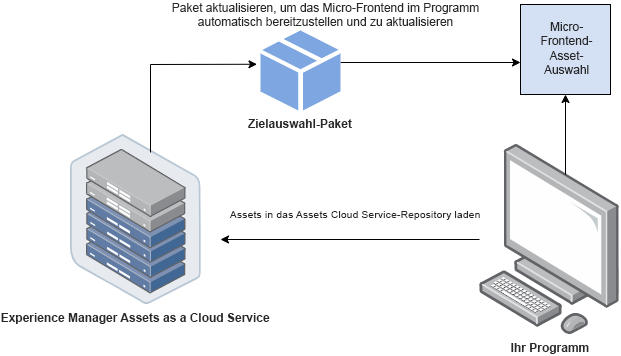 Paket aktualisieren, um das Micro-Frontend im Programm
automatisch bereitzustellen und zu aktualisieren
Micro-
Frontend-
Asset-
Auswahl
Zielauswahl-Paket
Assets in das Assets Cloud Service-Repository laden
Experience Manager Assets as a Cloud Service
Ihr Programm